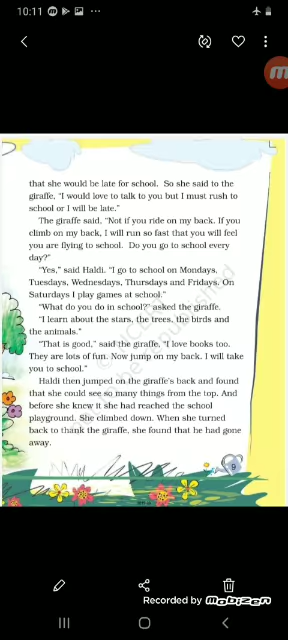 10:11
that she would be late for school. So she said to the
giraffe, "I would love to talk to you but I must rush to
school or I will be late."
The giraffe said, "Not if you ride on my back. If you
climb on my back, I will run so fast that you will feel
you are flying to school. Do you go to school every
day?"
"Yes," said Haldi. "I go to school on Mondays,
Tuesdays, Wednesdays, Thursdays and Fridays. On
Saturdays I play games at school."
"What do you do in school?" asked the giraffe.
"I learn about the stars, the trees, the birds and
the animals."
"That is good," said the giraffe, "I love books too.
They are lots of fun. Now jump on my back. I will take
you to school."
Haldi then jumped on the giraffe's back and found
that she could see so many things from the top. And
before she knew it she had reached the school
playground. She climbed down. When she turned
back to thank the giraffe, she found that he had gone
away.
9
Recorded by mobizen